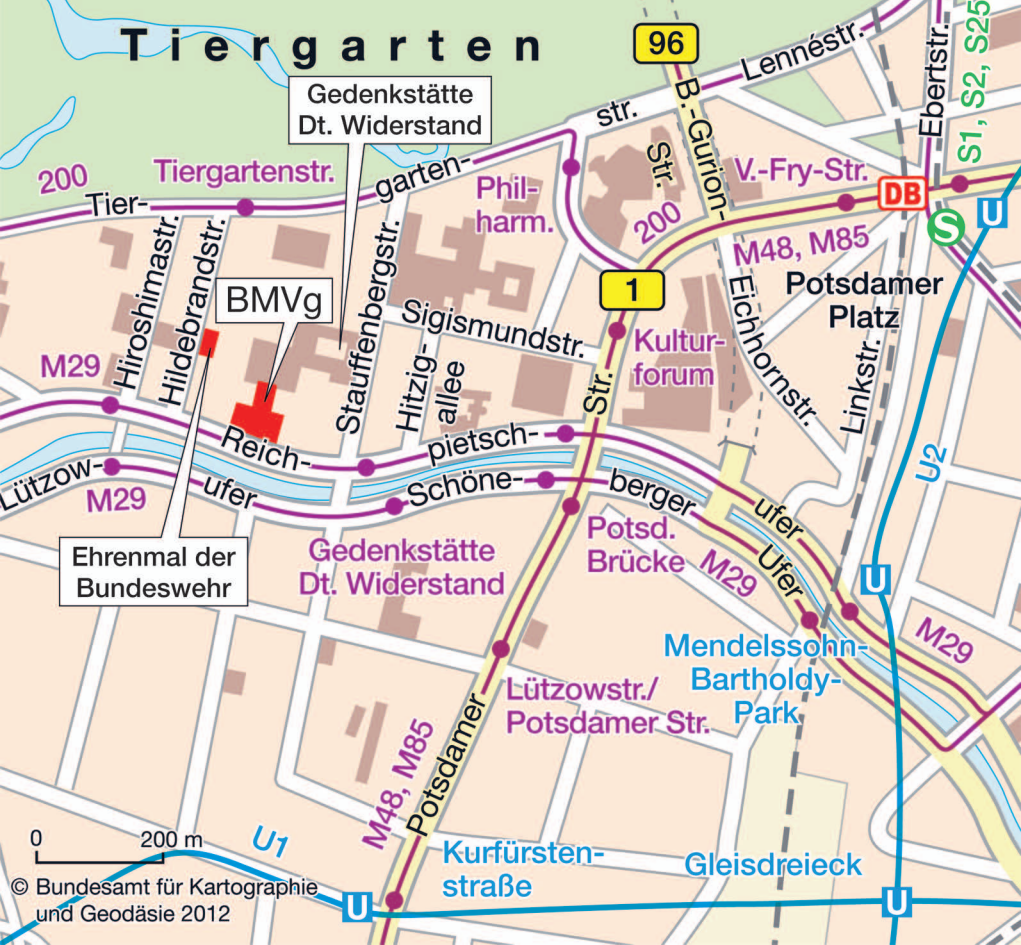 Tiergarten
96
Lennéstr.
Ebertstr.
S1, S2, S25
Gedenkstätte
Dt. Widerstand
str.
B.-Gurion-
Str.
200
Tiergartenstr.
garten-
Tier-
Phil-
harm.
V.-Fry-Str.
DB
U
S
200
M48, M85
Hiroshimastr.
Hildebrandstr.
Stauffenbergstr.
BMVg
1
Potsdamer
Platz
Sigismundstr.
Eichhornstr.
Kultur-
forum
Linkstr.
M29
Hitzig-
allee
Str.
Reich-
pietsch-
ufer
U2
Lützow-
ufer
M29
Schöne-
berger
Ufer
Potsd.
Brücke
M29
Ehrenmal der
Bundeswehr
Gedenkstätte
Dt. Widerstand
U
M29
Mendelssohn-
Bartholdy-
Park
Lützowstr./
Potsdamer Str.
M48, M85
Potsdamer
0 200 m
U1
Kurfürsten-
straße
Gleisdreieck
U
U
© Bundesamt für Kartographie
und Geodäsie 2012